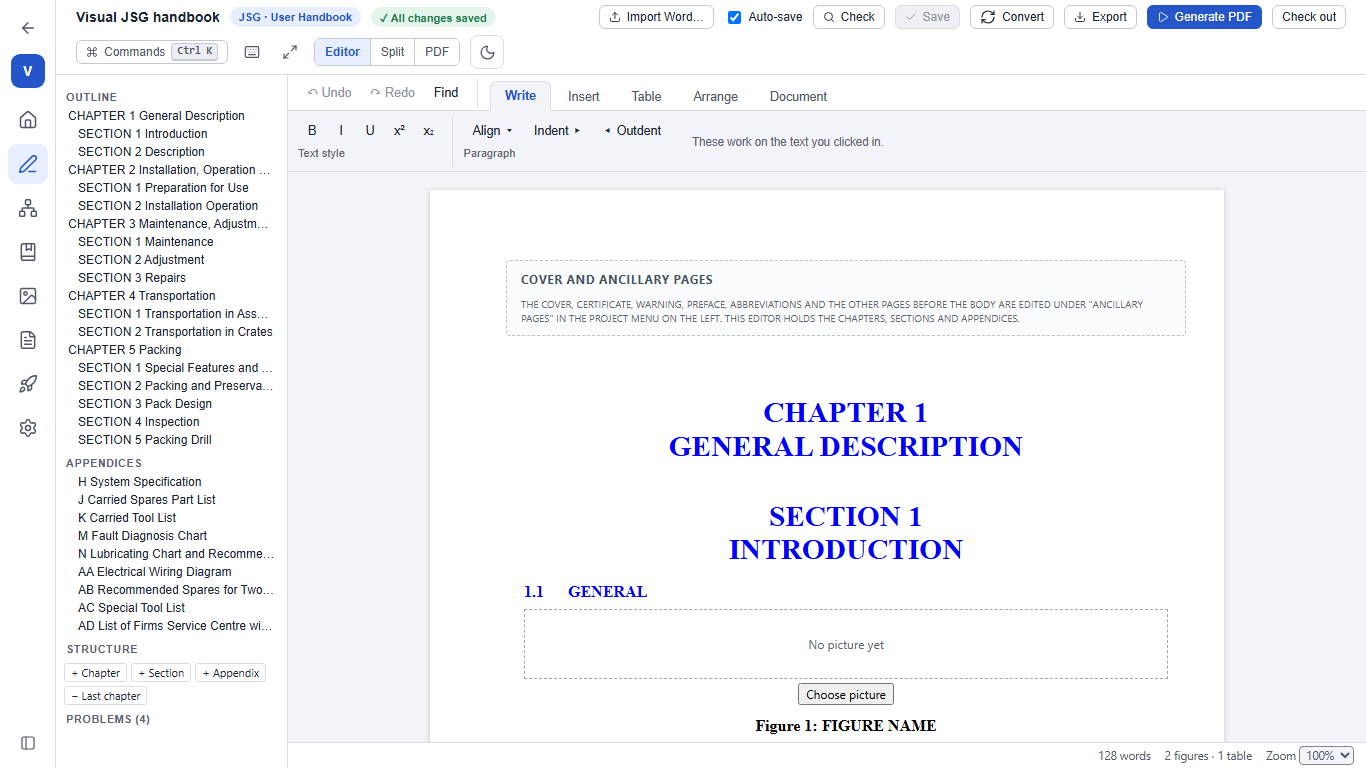 Visual JSG handbook
JSG · User Handbook
✓ All changes saved
Import Word…
Auto-save
Check
Save
Convert
Export
Generate PDF
Check out
V
Commands Ctrl K
Editor
Split
PDF
Undo
Redo
Find
Write
Insert
Table
Arrange
Document
B
I
U
x²
x₂
Text style
Align
Indent
Outdent
Paragraph
These work on the text you clicked in.
OUTLINE
CHAPTER 1 General Description
SECTION 1 Introduction
SECTION 2 Description
CHAPTER 2 Installation, Operation …
SECTION 1 Preparation for Use
SECTION 2 Installation Operation
CHAPTER 3 Maintenance, Adjustm…
SECTION 1 Maintenance
SECTION 2 Adjustment
SECTION 3 Repairs
CHAPTER 4 Transportation
SECTION 1 Transportation in Ass…
SECTION 2 Transportation in Crates
CHAPTER 5 Packing
SECTION 1 Special Features and …
SECTION 2 Packing and Preserva…
SECTION 3 Pack Design
SECTION 4 Inspection
SECTION 5 Packing Drill
APPENDICES
H System Specification
J Carried Spares Part List
K Carried Tool List
M Fault Diagnosis Chart
N Lubricating Chart and Recomme…
AA Electrical Wiring Diagram
AB Recommended Spares for Two…
AC Special Tool List
AD List of Firms Service Centre wi…
STRUCTURE
+ Chapter
+ Section
+ Appendix
− Last chapter
PROBLEMS (4)
COVER AND ANCILLARY PAGES
THE COVER, CERTIFICATE, WARNING, PREFACE, ABBREVIATIONS AND THE OTHER PAGES BEFORE THE BODY ARE EDITED UNDER "ANCILLARY
PAGES" IN THE PROJECT MENU ON THE LEFT. THIS EDITOR HOLDS THE CHAPTERS, SECTIONS AND APPENDICES.
CHAPTER 1
GENERAL DESCRIPTION
SECTION 1
INTRODUCTION
1.1 GENERAL
No picture yet
Choose picture
Figure 1: FIGURE NAME
128 words
2 figures · 1 table
Zoom 100%